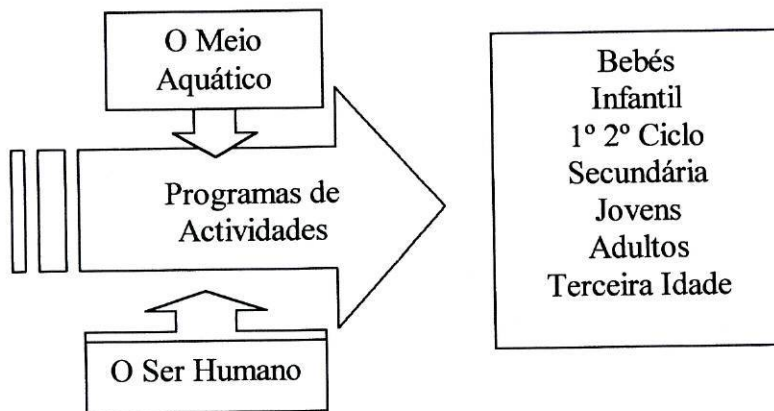 O Meio
Aquático
Programas de
Actividades
O Ser Humano
Bebés
Infantil
1º 2º Ciclo
Secundária
Jovens
Adultos
Terceira Idade